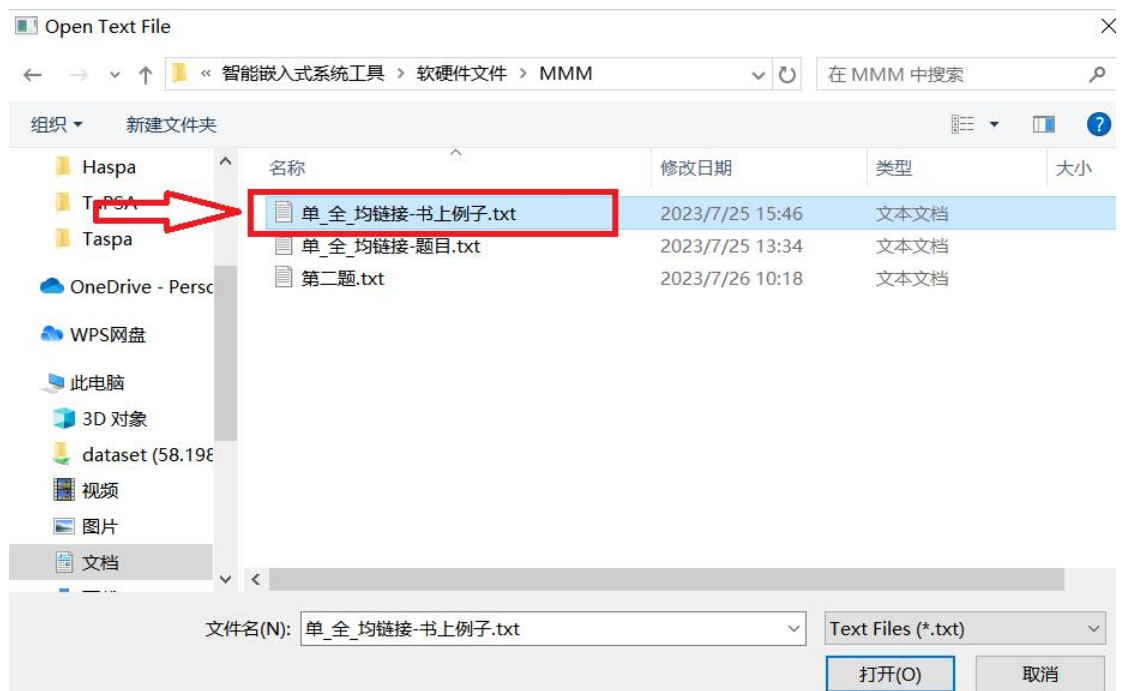 Open Text File
« 智能嵌入式系统工具 › 软硬件文件 › MMM
在 MMM 中搜索
组织
新建文件夹
名称
修改日期
类型
大小
Haspa
TaPSA
Taspa
OneDrive - Persc
WPS网盘
此电脑
3D 对象
dataset (58.198
视频
图片
文档
单_全_均链接-书上例子.txt 2023/7/25 15:46 文本文档
单_全_均链接-题目.txt 2023/7/25 13:34 文本文档
第二题.txt 2023/7/26 10:18 文本文档
文件名(N): 单_全_均链接-书上例子.txt
Text Files (*.txt)
打开(O)
取消